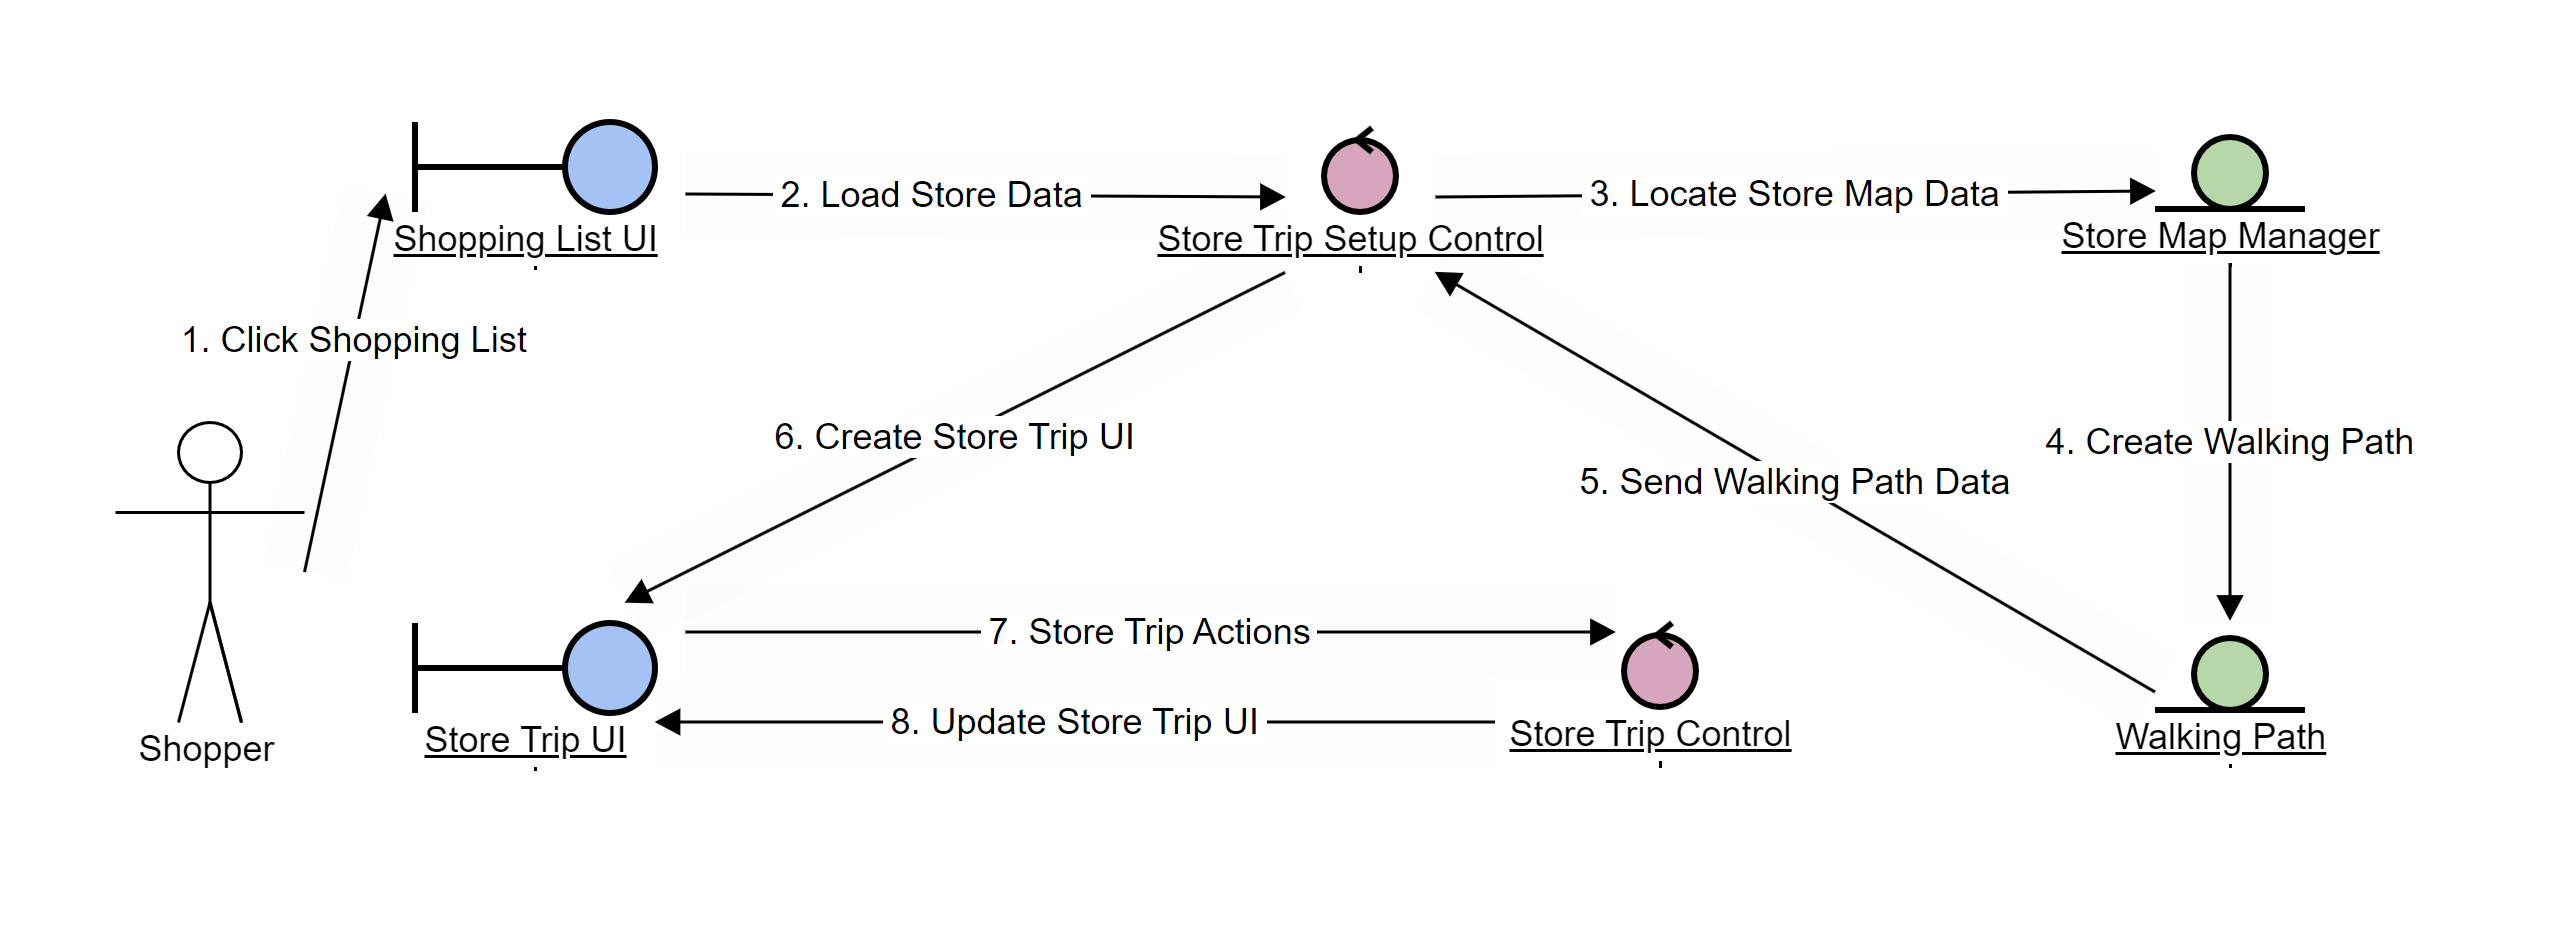 Shopping List UI
2. Load Store Data
Store Trip Setup Control
3. Locate Store Map Data
Store Map Manager
1. Click Shopping List
6. Create Store Trip UI
5. Send Walking Path Data
4. Create Walking Path
Shopper
Store Trip UI
7. Store Trip Actions
8. Update Store Trip UI
Store Trip Control
Walking Path